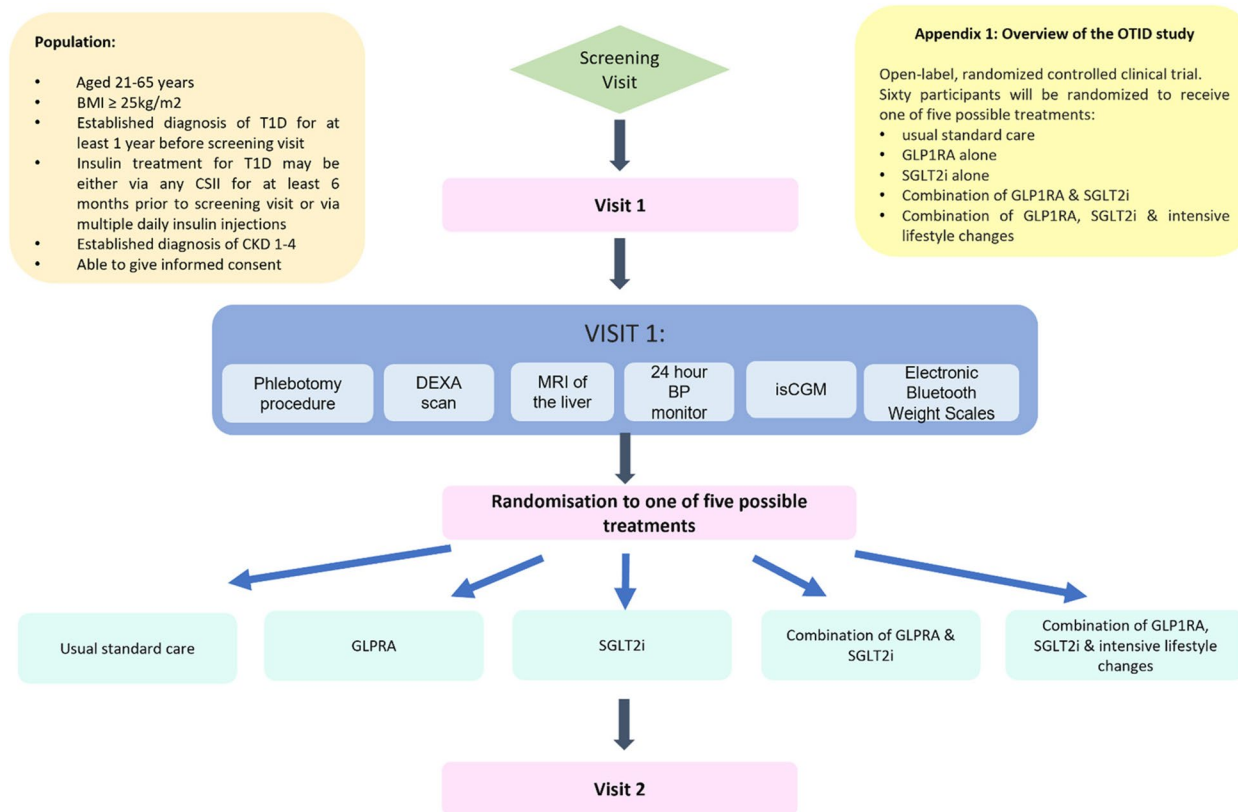 Population:
• Aged 21-65 years
• BMI ≥ 25kg/m2
• Established diagnosis of T1D for at
least 1 year before screening visit
• Insulin treatment for T1D may be
either via any CSII for at least 6
months prior to screening visit or via
multiple daily insulin injections
• Established diagnosis of CKD 1-4
• Able to give informed consent
Screening
Visit
Appendix 1: Overview of the OTID study
Open-label, randomized controlled clinical trial.
Sixty participants will be randomized to receive
one of five possible treatments:
• usual standard care
• GLP1RA alone
• SGLT2i alone
• Combination of GLP1RA & SGLT2i
• Combination of GLP1RA, SGLT2i & intensive
lifestyle changes
Visit 1
VISIT 1:
Phlebotomy
procedure
DEXA
scan
MRI of
the liver
24 hour
BP
monitor
isCGM
Electronic
Bluetooth
Weight Scales
Randomisation to one of five possible
treatments
Usual standard care
GLPRA
SGLT2i
Combination of GLPRA &
SGLT2i
Combination of GLP1RA,
SGLT2i & intensive lifestyle
changes
Visit 2